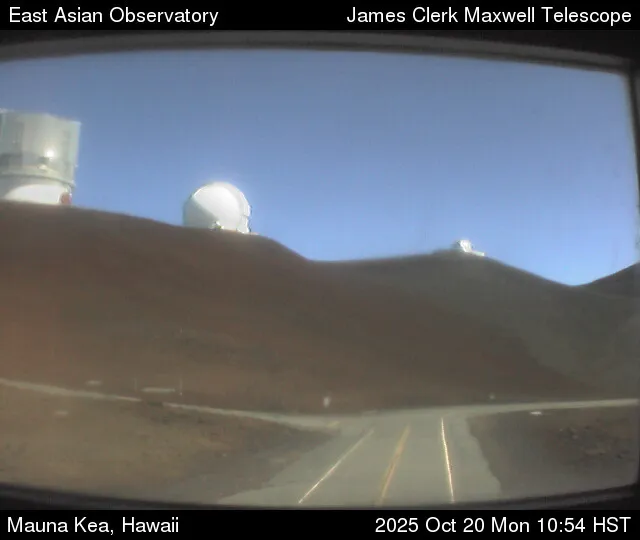 East Asian Observatory
James Clerk Maxwell Telescope
Mauna Kea, Hawaii
2025 Oct 20 Mon 10:54 HST